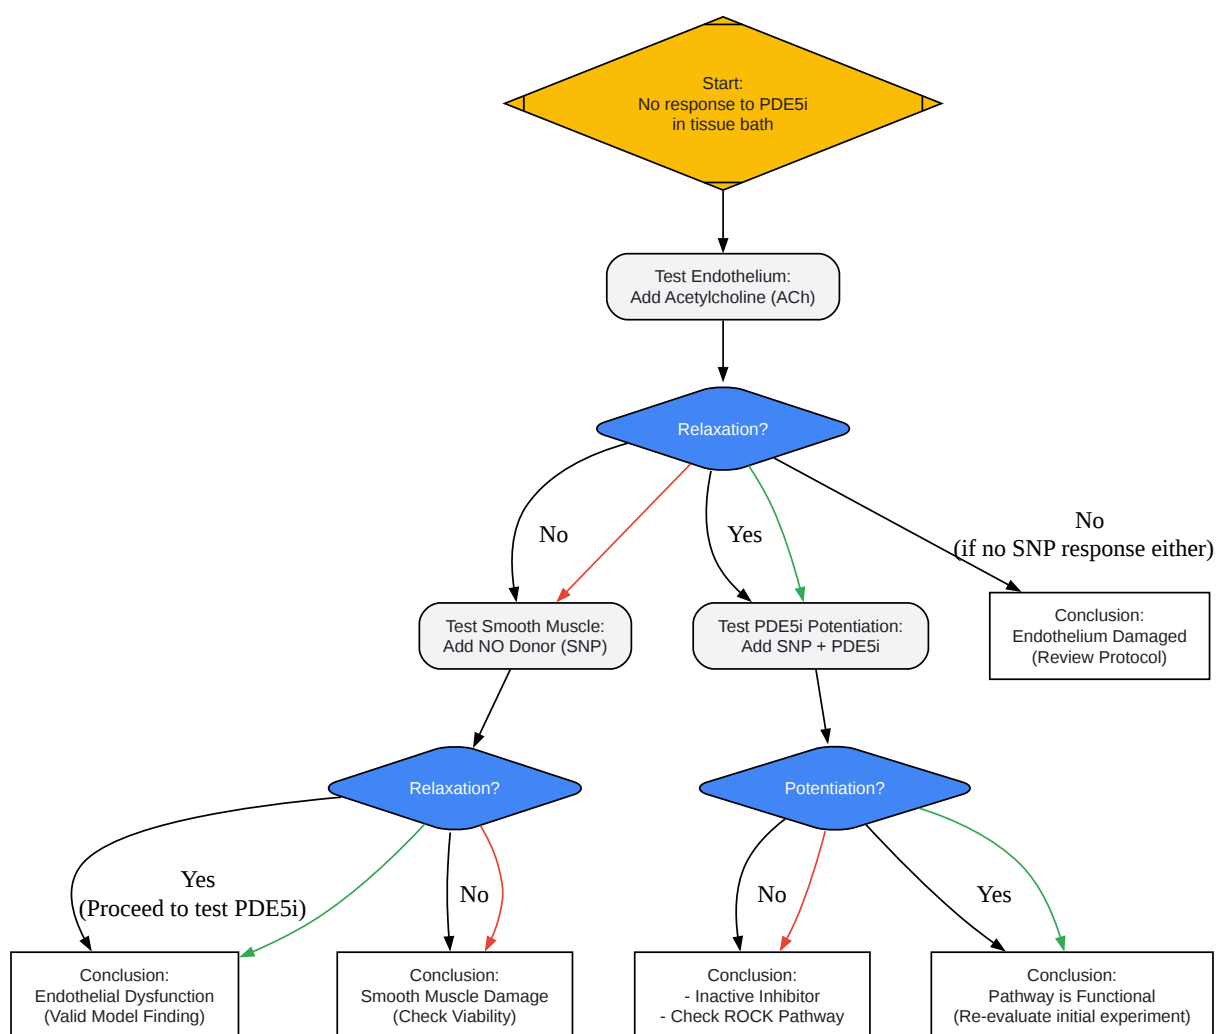 Start:
No response to PDE5i
in tissue bath
Test Endothelium:
Add Acetylcholine (ACh)
Relaxation?
No
Yes
No
(if no SNP response either)
Test Smooth Muscle:
Add NO Donor (SNP)
Test PDE5i Potentiation:
Add SNP + PDE5i
Conclusion:
Endothelium Damaged
(Review Protocol)
Relaxation?
Potentiation?
Yes
(Proceed to test PDE5i)
No
No
Yes
Conclusion:
Endothelial Dysfunction
(Valid Model Finding)
Conclusion:
Smooth Muscle Damage
(Check Viability)
Conclusion:
- Inactive Inhibitor
- Check ROCK Pathway
Conclusion:
Pathway is Functional
(Re-evaluate initial experiment)